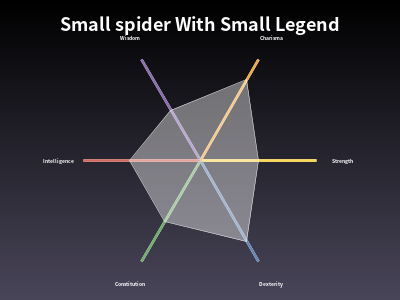 Small spider With Small Legend
Wisdom
Charisma
Intelligence
Strength
Constitution
Dexterity